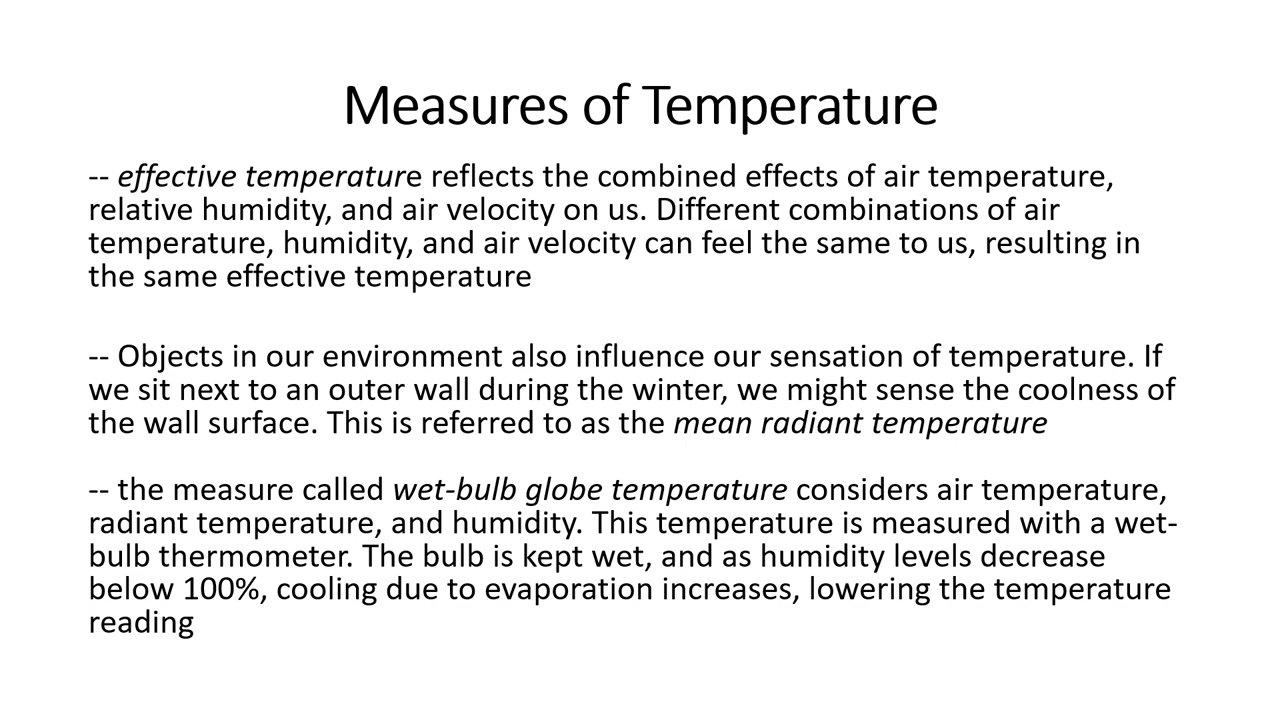 Measures of Temperature
-- effective temperature reflects the combined effects of air temperature,
relative humidity, and air velocity on us. Different combinations of air
temperature, humidity, and air velocity can feel the same to us, resulting in
the same effective temperature
-- Objects in our environment also influence our sensation of temperature. If
we sit next to an outer wall during the winter, we might sense the coolness of
the wall surface. This is referred to as the mean radiant temperature
-- the measure called wet-bulb globe temperature considers air temperature,
radiant temperature, and humidity. This temperature is measured with a wet-
bulb thermometer. The bulb is kept wet, and as humidity levels decrease
below 100%, cooling due to evaporation increases, lowering the temperature
reading